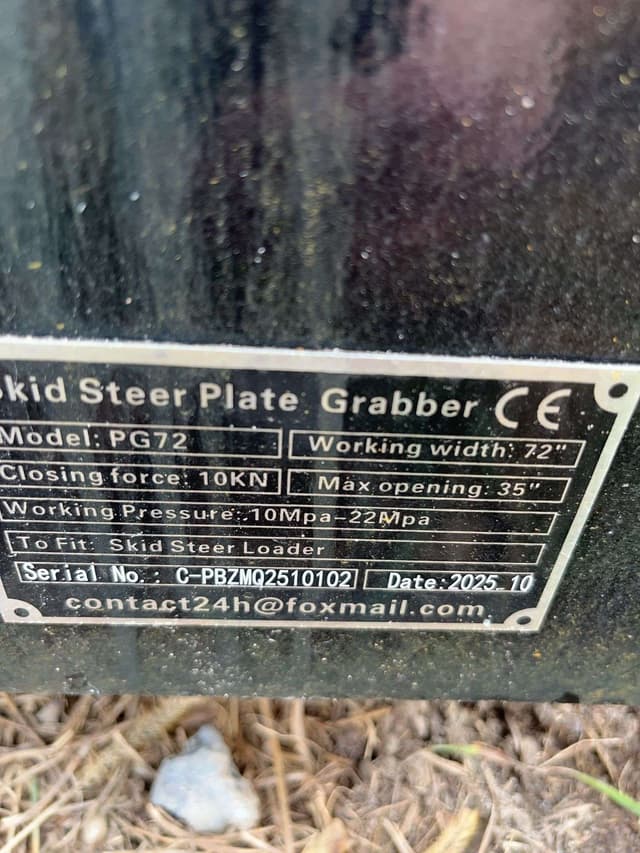 Skid Steer Plate Grabber CE
Model: PG72 Working width: 72"
Closing force: 10KN Max opening: 35"
Working Pressure: 10Mpa-22Mpa
To Fit: Skid Steer Loader
Serial No.: C-PBZMQ2510102 Date:2025.10
contact24h@foxmail.com